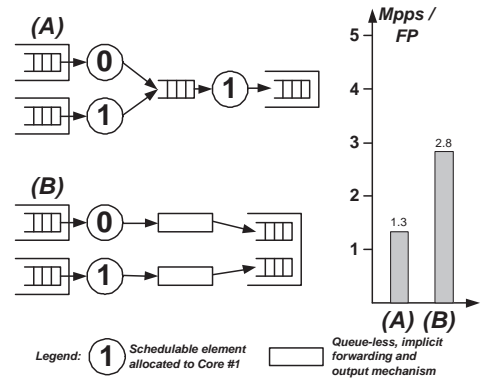 (A)
0
1
1
(B)
0
1
Mpps /
FP
5
4
3
2
1
1.3
2.8
(A) (B)
Legend:
1
Schedulable element
allocated to Core #1
Queue-less, implicit
forwarding and
output mechanism